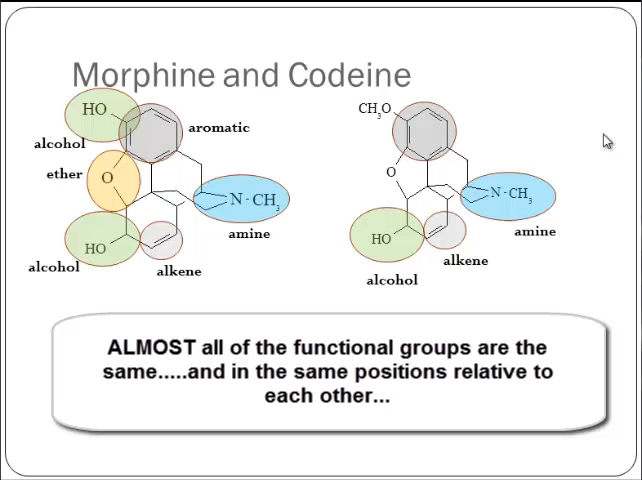 Morphine and Codeine
HO
aromatic
alcohol
ether
O
N - CH3
amine
HO
alcohol
alkene
CH3O
O
N - CH3
amine
HO
alkene
alcohol
ALMOST all of the functional groups are the
same.....and in the same positions relative to
each other...